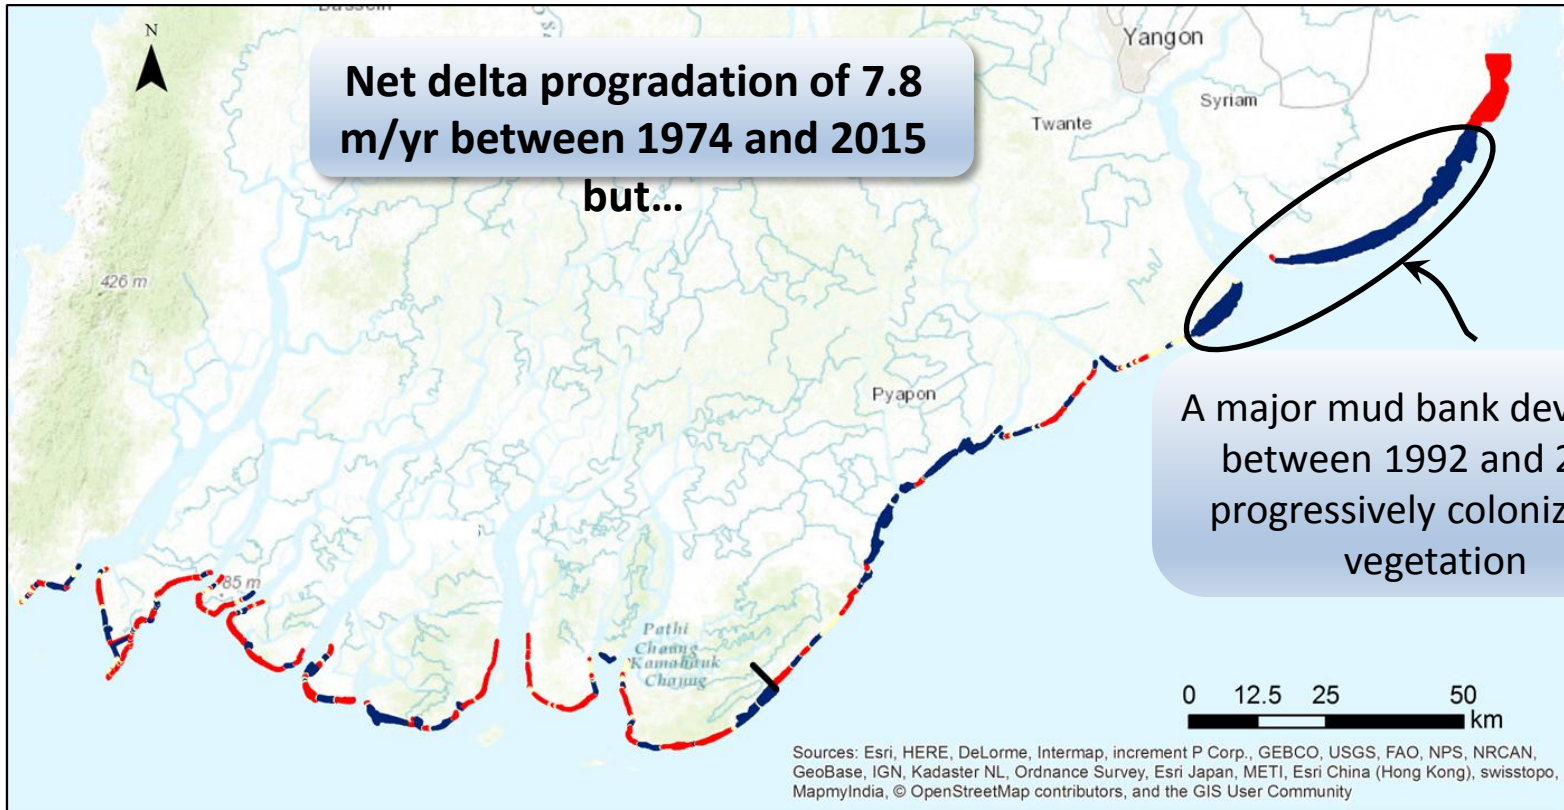 N
Bassein
Net delta progradation of 7.8
m/yr between 1974 and 2015
but...
Yangon
Syriam
Twante
426 m
Pyapon
A major mud bank dev
between 1992 and 2
progressively coloniz
vegetation
85 m
Pathi
Chaung
Kamahauk
Chaung
0 12.5 25 50
km
Sources: Esri, HERE, DeLorme, Intermap, increment P Corp., GEBCO, USGS, FAO, NPS, NRCAN,
GeoBase, IGN, Kadaster NL, Ordnance Survey, Esri Japan, METI, Esri China (Hong Kong), swisstopo,
MapmyIndia, © OpenStreetMap contributors, and the GIS User Community